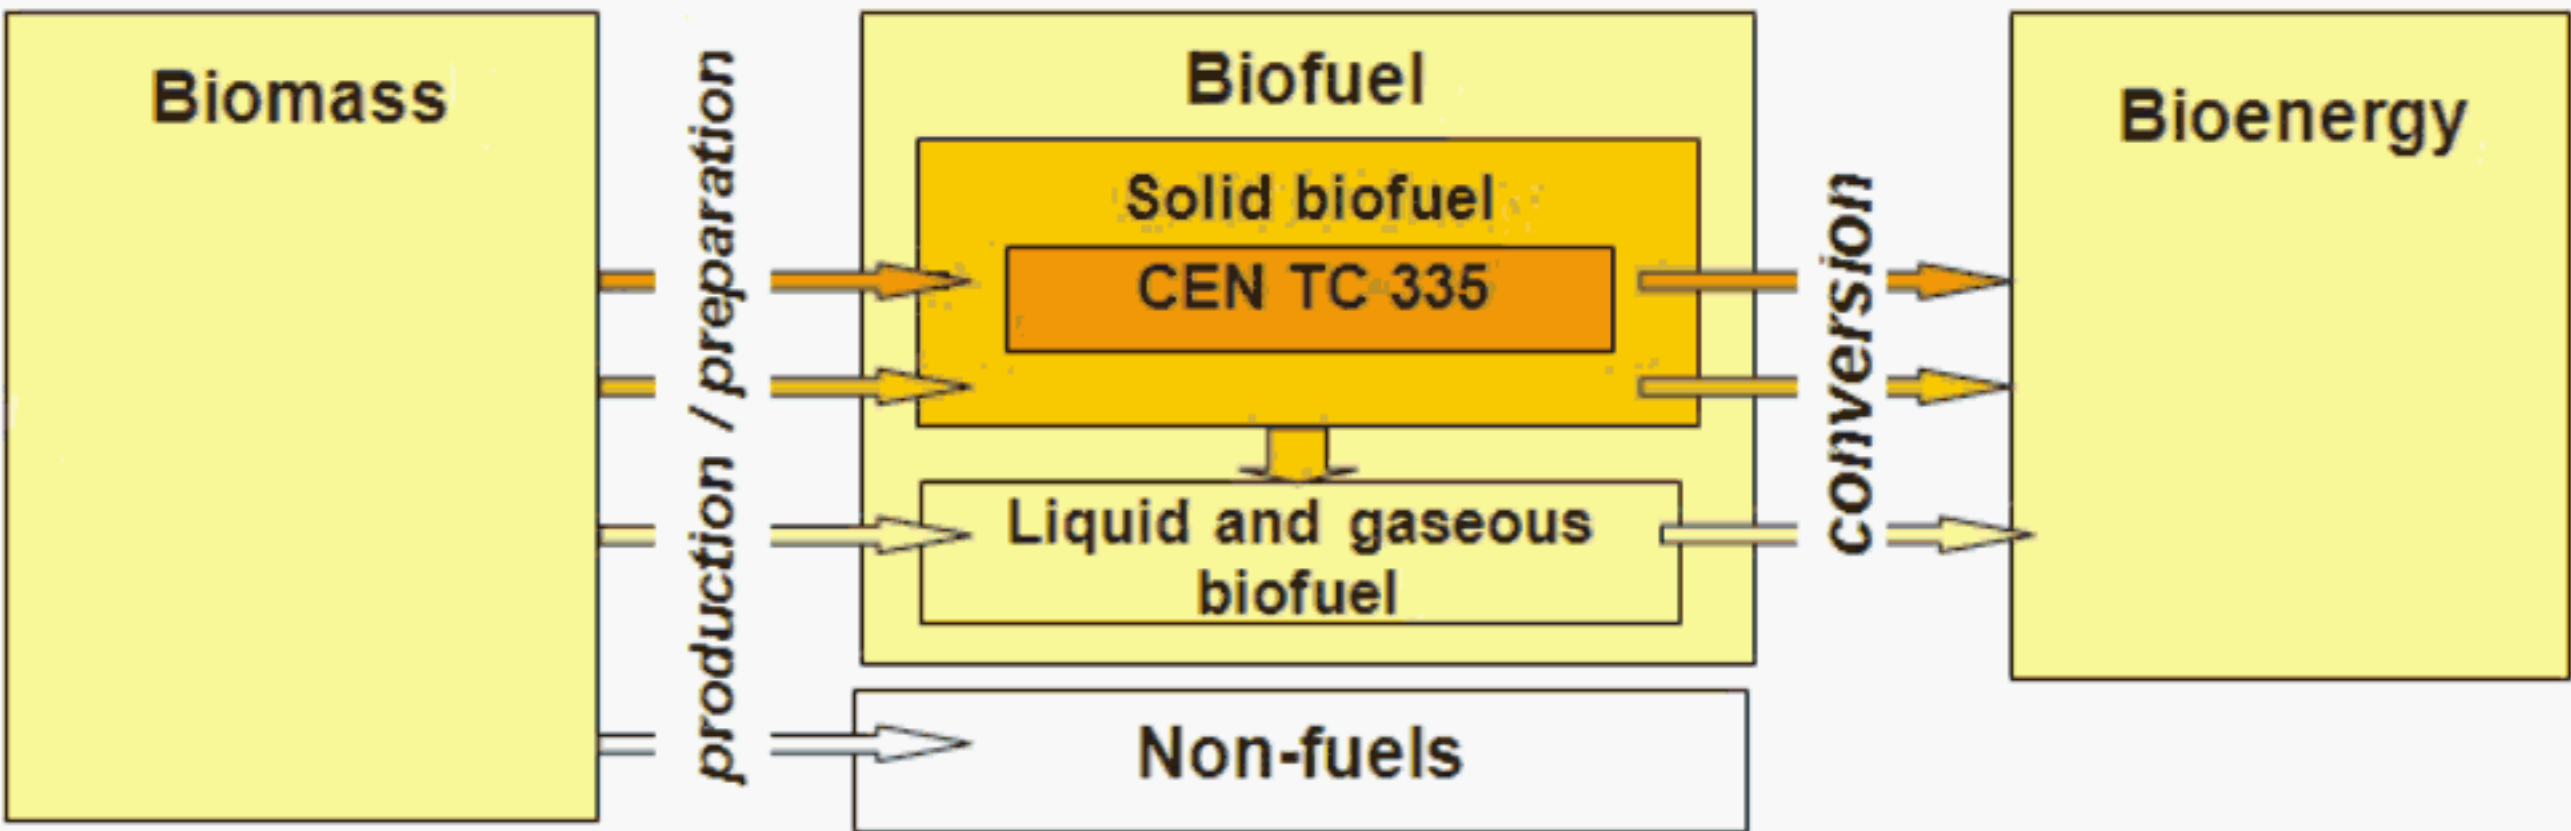 Biomass
production / preparation
Biofuel
Solid biofuel
CEN TC 335
Liquid and gaseous
biofuel
Non-fuels
conversion
Bioenergy